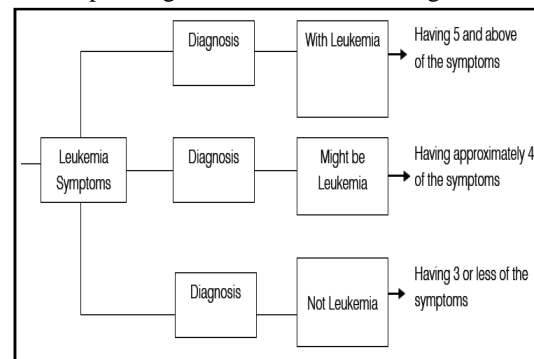 Diagnosis
With Leukemia
Having 5 and above
of the symptoms
Leukemia
Symptoms
Diagnosis
Might be
Leukemia
Having approximately 4
of the symptoms
Diagnosis
Not Leukemia
Having 3 or less of the
symptoms